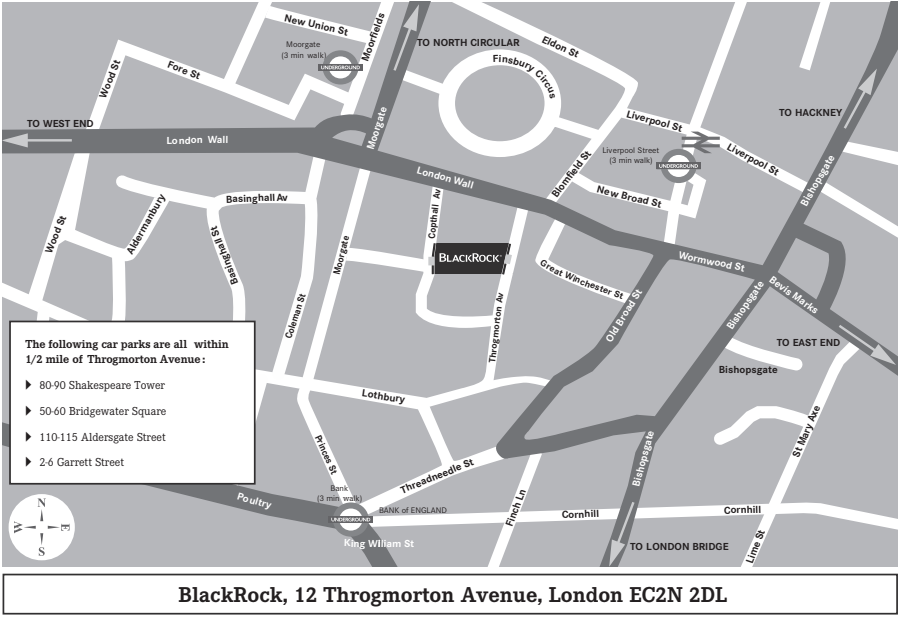 New Union St
Moorfields
Moorgate
(3 min walk)
UNDERGROUND
TO NORTH CIRCULAR
Eldon St
Finsbury Circus
Wood St
Fore St
TO WEST END
London Wall
Moorgate
Liverpool St
Liverpool Street
(3 min walk)
UNDERGROUND
Liverpool St
TO HACKNEY
Bishopsgate
London Wall
Blomfield St
New Broad St
Basinghall Av
Aldermanbury
Copthall Av
Wood St
Basinghall St
Moorgate
BLACKROCK
Great Winchester St
Wormwood St
Bevis Marks
Bishopsgate
Old Broad St
Coleman St
Throgmorton Av
TO EAST END
Bishopsgate
The following car parks are all within
1/2 mile of Throgmorton Avenue:
80-90 Shakespeare Tower
50-60 Bridgewater Square
110-115 Aldersgate Street
2-6 Garrett Street
Lothbury
St Mary Axe
Princes St
Threadneedle St
Bishopsgate
Poultry
Bank
(3 min walk)
UNDERGROUND
BANK of ENGLAND
Finch Ln
Cornhill
Cornhill
King Wlliam St
TO LONDON BRIDGE
Lime St
N
W
E
S
BlackRock, 12 Throgmorton Avenue, London EC2N 2DL